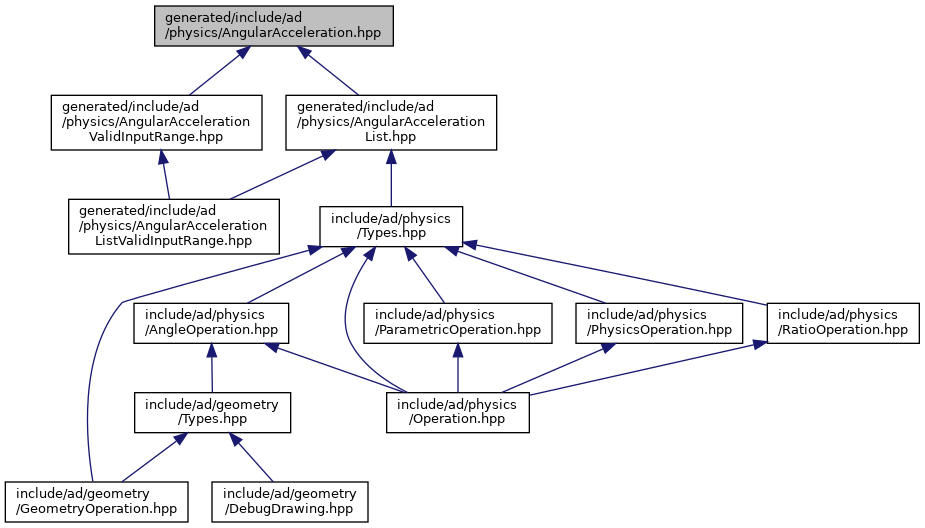 generated/include/ad
/physics/AngularAcceleration.hpp
generated/include/ad
/physics/AngularAcceleration
ValidInputRange.hpp
generated/include/ad
/physics/AngularAcceleration
List.hpp
generated/include/ad
/physics/AngularAcceleration
ListValidInputRange.hpp
include/ad/physics
/Types.hpp
include/ad/physics
/AngleOperation.hpp
include/ad/physics
/ParametricOperation.hpp
include/ad/physics
/PhysicsOperation.hpp
include/ad/physics
/RatioOperation.hpp
include/ad/geometry
/Types.hpp
include/ad/physics
/Operation.hpp
include/ad/geometry
/GeometryOperation.hpp
include/ad/geometry
/DebugDrawing.hpp